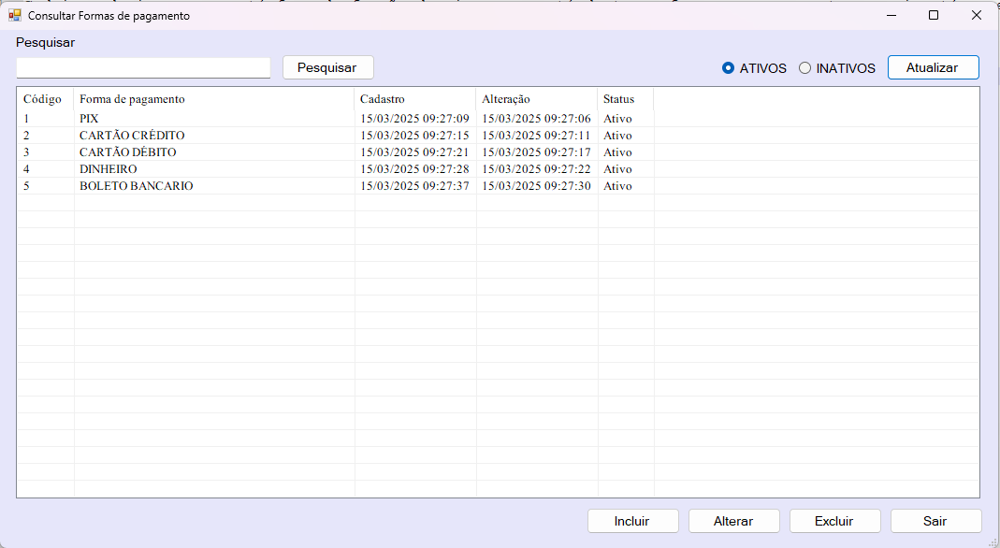 Consultar Formas de pagamento
Pesquisar
Pesquisar ATIVOS INATIVOS Atualizar
Código Forma de pagamento Cadastro Alteração Status
1 PIX 15/03/2025 09:27:09 15/03/2025 09:27:06 Ativo
2 CARTÃO CRÉDITO 15/03/2025 09:27:15 15/03/2025 09:27:11 Ativo
3 CARTÃO DÉBITO 15/03/2025 09:27:21 15/03/2025 09:27:17 Ativo
4 DINHEIRO 15/03/2025 09:27:28 15/03/2025 09:27:22 Ativo
5 BOLETO BANCARIO 15/03/2025 09:27:37 15/03/2025 09:27:30 Ativo
Incluir Alterar Excluir Sair